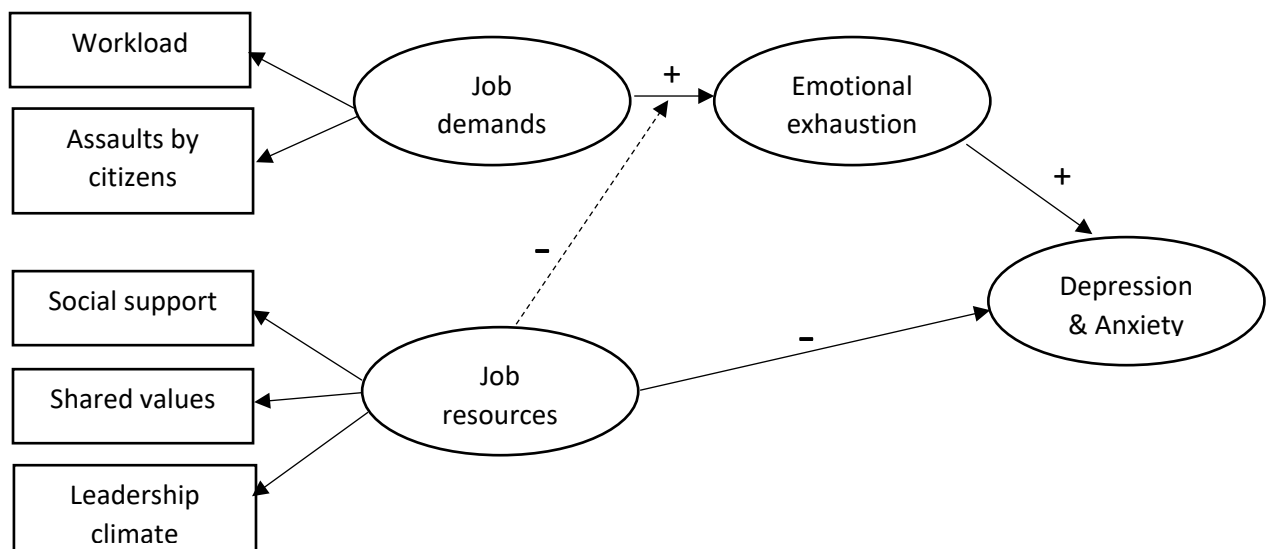 Workload
Assaults by
citizens
Job
demands
+
Emotional
exhaustion
+
-
Social support
Shared values
Leadership
climate
Job
resources
-
Depression
& Anxiety